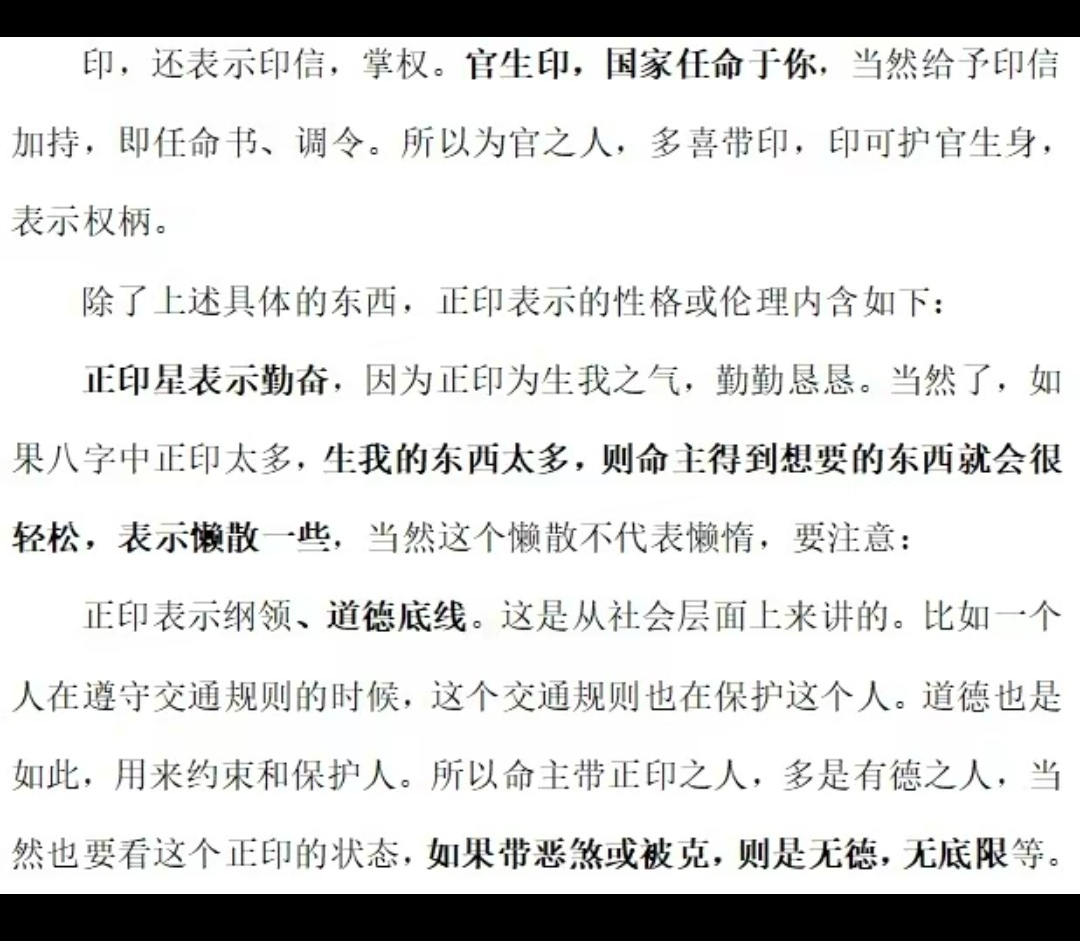 印，还表示印信，掌权。官生印，国家任命于你，当然给予印信
加持，即任命书、调令。所以为官之人，多喜带印，印可护官生身，
表示权柄。
除了上述具体的东西，正印表示的性格或伦理内含如下：
正印星表示勤奋，因为正印为生我之气，勤勤恳恳。当然了，如
果八字中正印太多，生我的东西太多，则命主得到想要的东西就会很
轻松，表示懒散一些，当然这个懒散不代表懒惰，要注意：
正印表示纲领、道德底线。这是从社会层面上来讲的。比如一个
人在遵守交通规则的时候，这个交通规则也在保护这个人。道德也是
如此，用来约束和保护人。所以命主带正印之人，多是有德之人，当
然也要看这个正印的状态，如果带恶煞或被克，则是无德，无底限等。